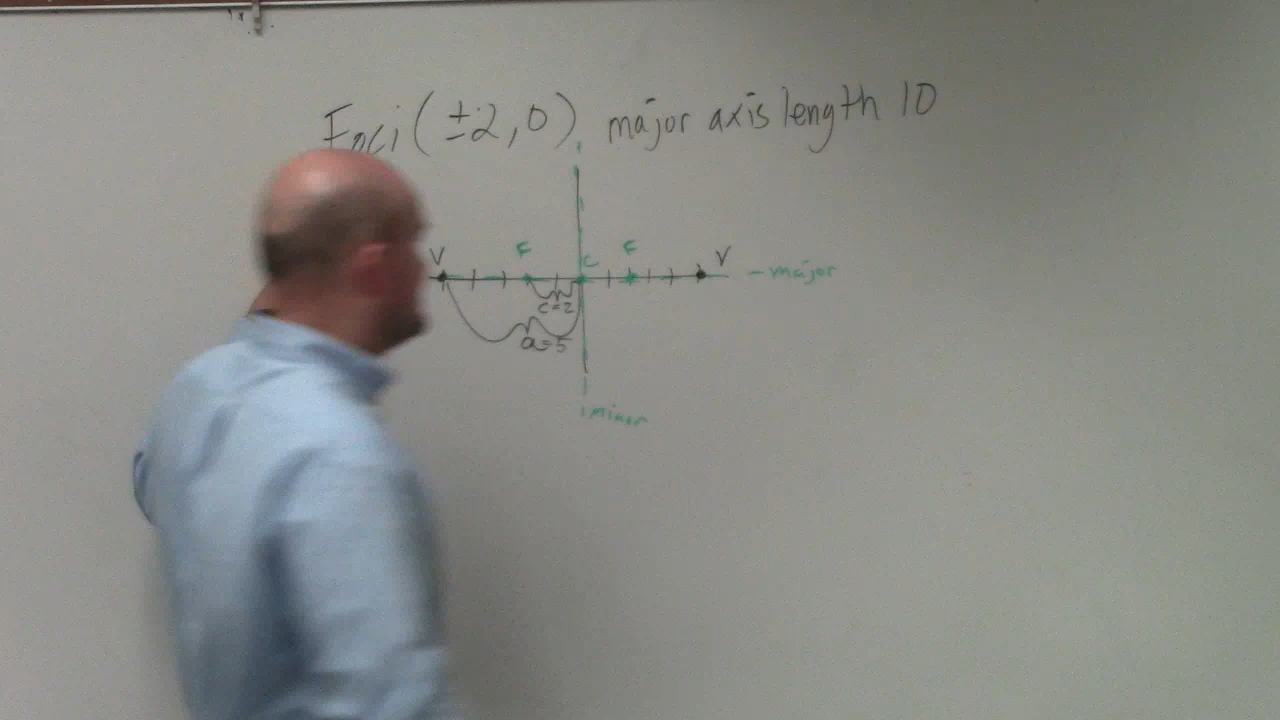 Foci (±2,0) major axis length 10
V F C F V - major
c=2
a=5
minor